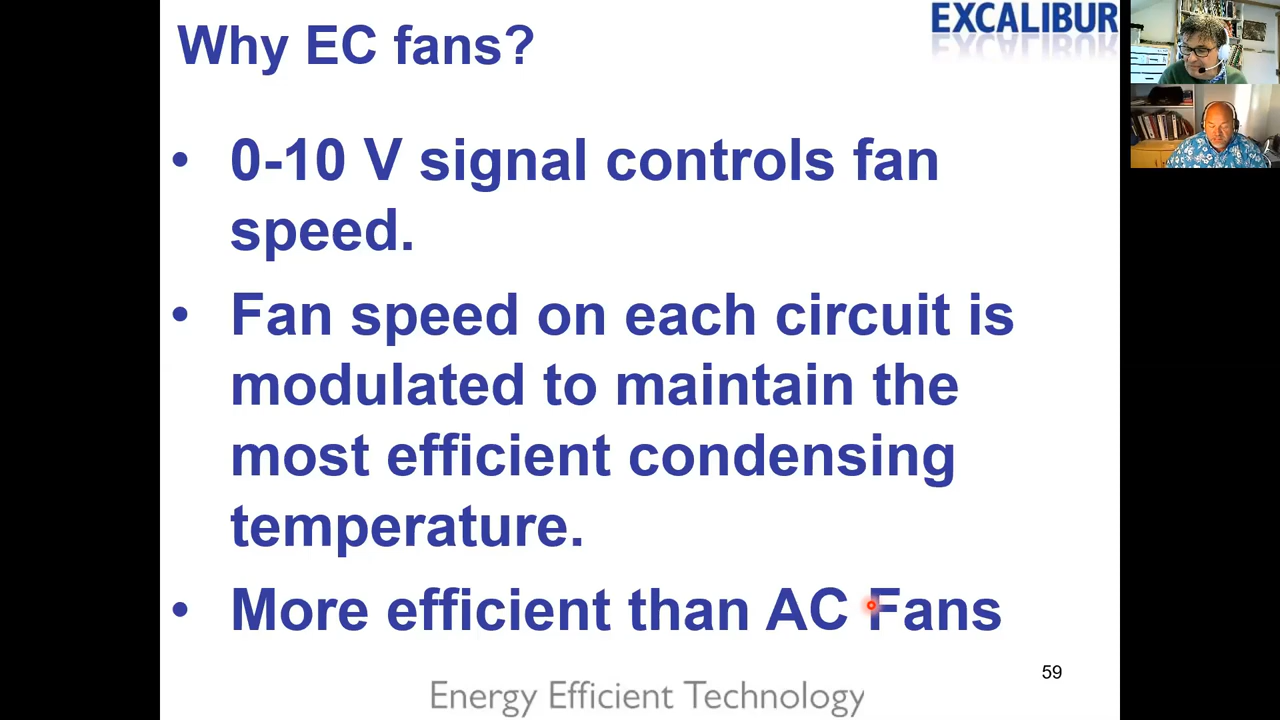 Why EC fans?
EXCALIBUR
• 0-10 V signal controls fan
speed.
• Fan speed on each circuit is
modulated to maintain the
most efficient condensing
temperature.
• More efficient than AC Fans
59
Energy Efficient Technology